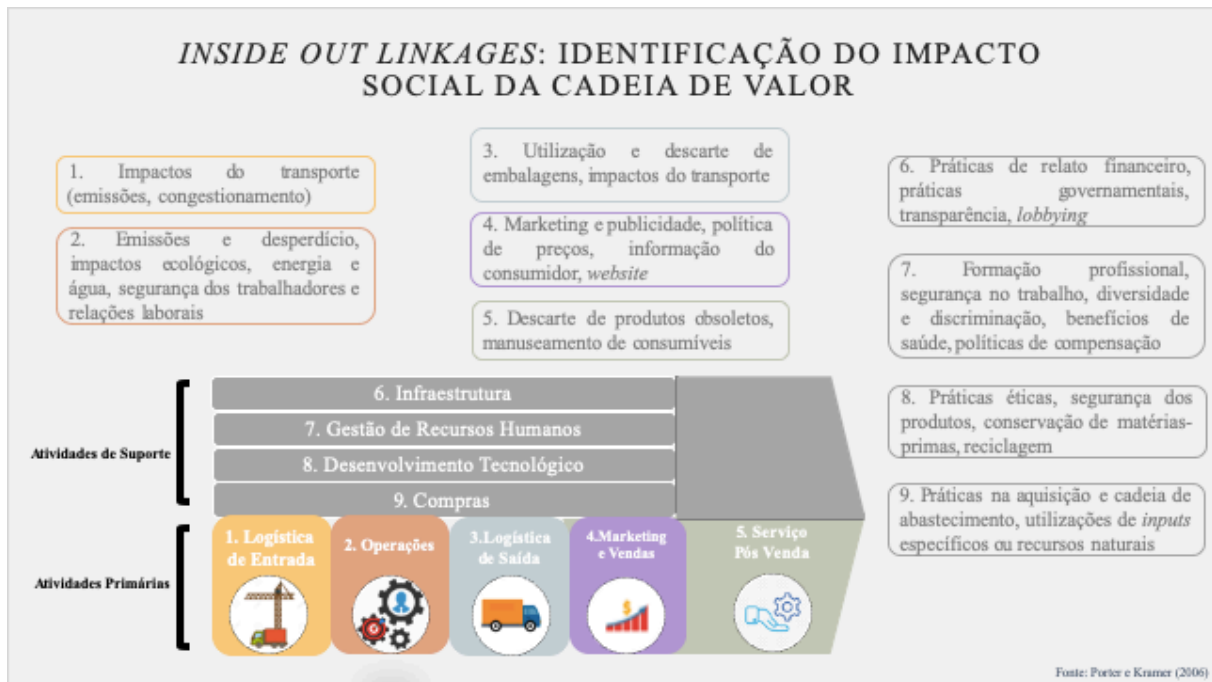 INSIDE OUT LINKAGES: IDENTIFICAÇÃO DO IMPACTO
SOCIAL DA CADEIA DE VALOR
1. Impactos do transporte
(emissões, congestionamento)
2. Emissões e desperdício,
impactos ecológicos, energia e
água, segurança dos trabalhadores e
relações laborais
3. Utilização e descarte de
embalagens, impactos do transporte
4. Marketing e publicidade, política
de preços, informação do
consumidor, website
5. Descarte de produtos obsoletos,
manuseamento de consumíveis
6. Práticas de relato financeiro,
práticas governamentais,
transparência, lobbying
7. Formação profissional,
segurança no trabalho, diversidade
e discriminação, benefícios de
saúde, políticas de compensação
8. Práticas éticas, segurança dos
produtos, conservação de matérias-
primas, reciclagem
9. Práticas na aquisição e cadeia de
abastecimento, utilizações de inputs
específicos ou recursos naturais
Atividades de Suporte
6. Infraestrutura
7. Gestão de Recursos Humanos
8. Desenvolvimento Tecnológico
9. Compras
Atividades Primárias
1. Logística
de Entrada
2. Operações
3.Logística
de Saída
4.Marketing
e Vendas
5. Serviço
Pós Venda
Fonte: Porter e Kramer (2006)